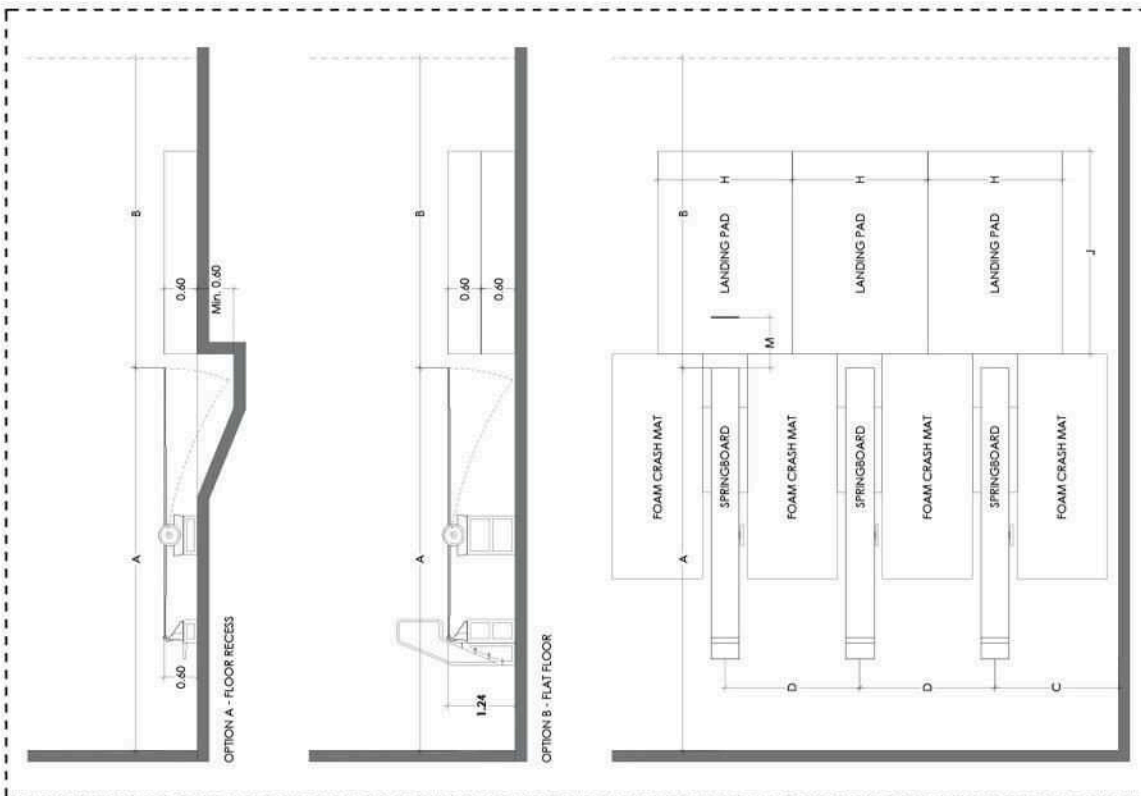 B
A
0.60
Min. 0.60
0.60
OPTION A - FLOOR RECESS
B
A
0.60
0.60
1.24
OPTION B - FLAT FLOOR
B
A
H
H
H
J
LANDING PAD
LANDING PAD
LANDING PAD
M
FOAM CRASH MAT
SPRINGBOARD
FOAM CRASH MAT
SPRINGBOARD
FOAM CRASH MAT
SPRINGBOARD
FOAM CRASH MAT
D
D
C